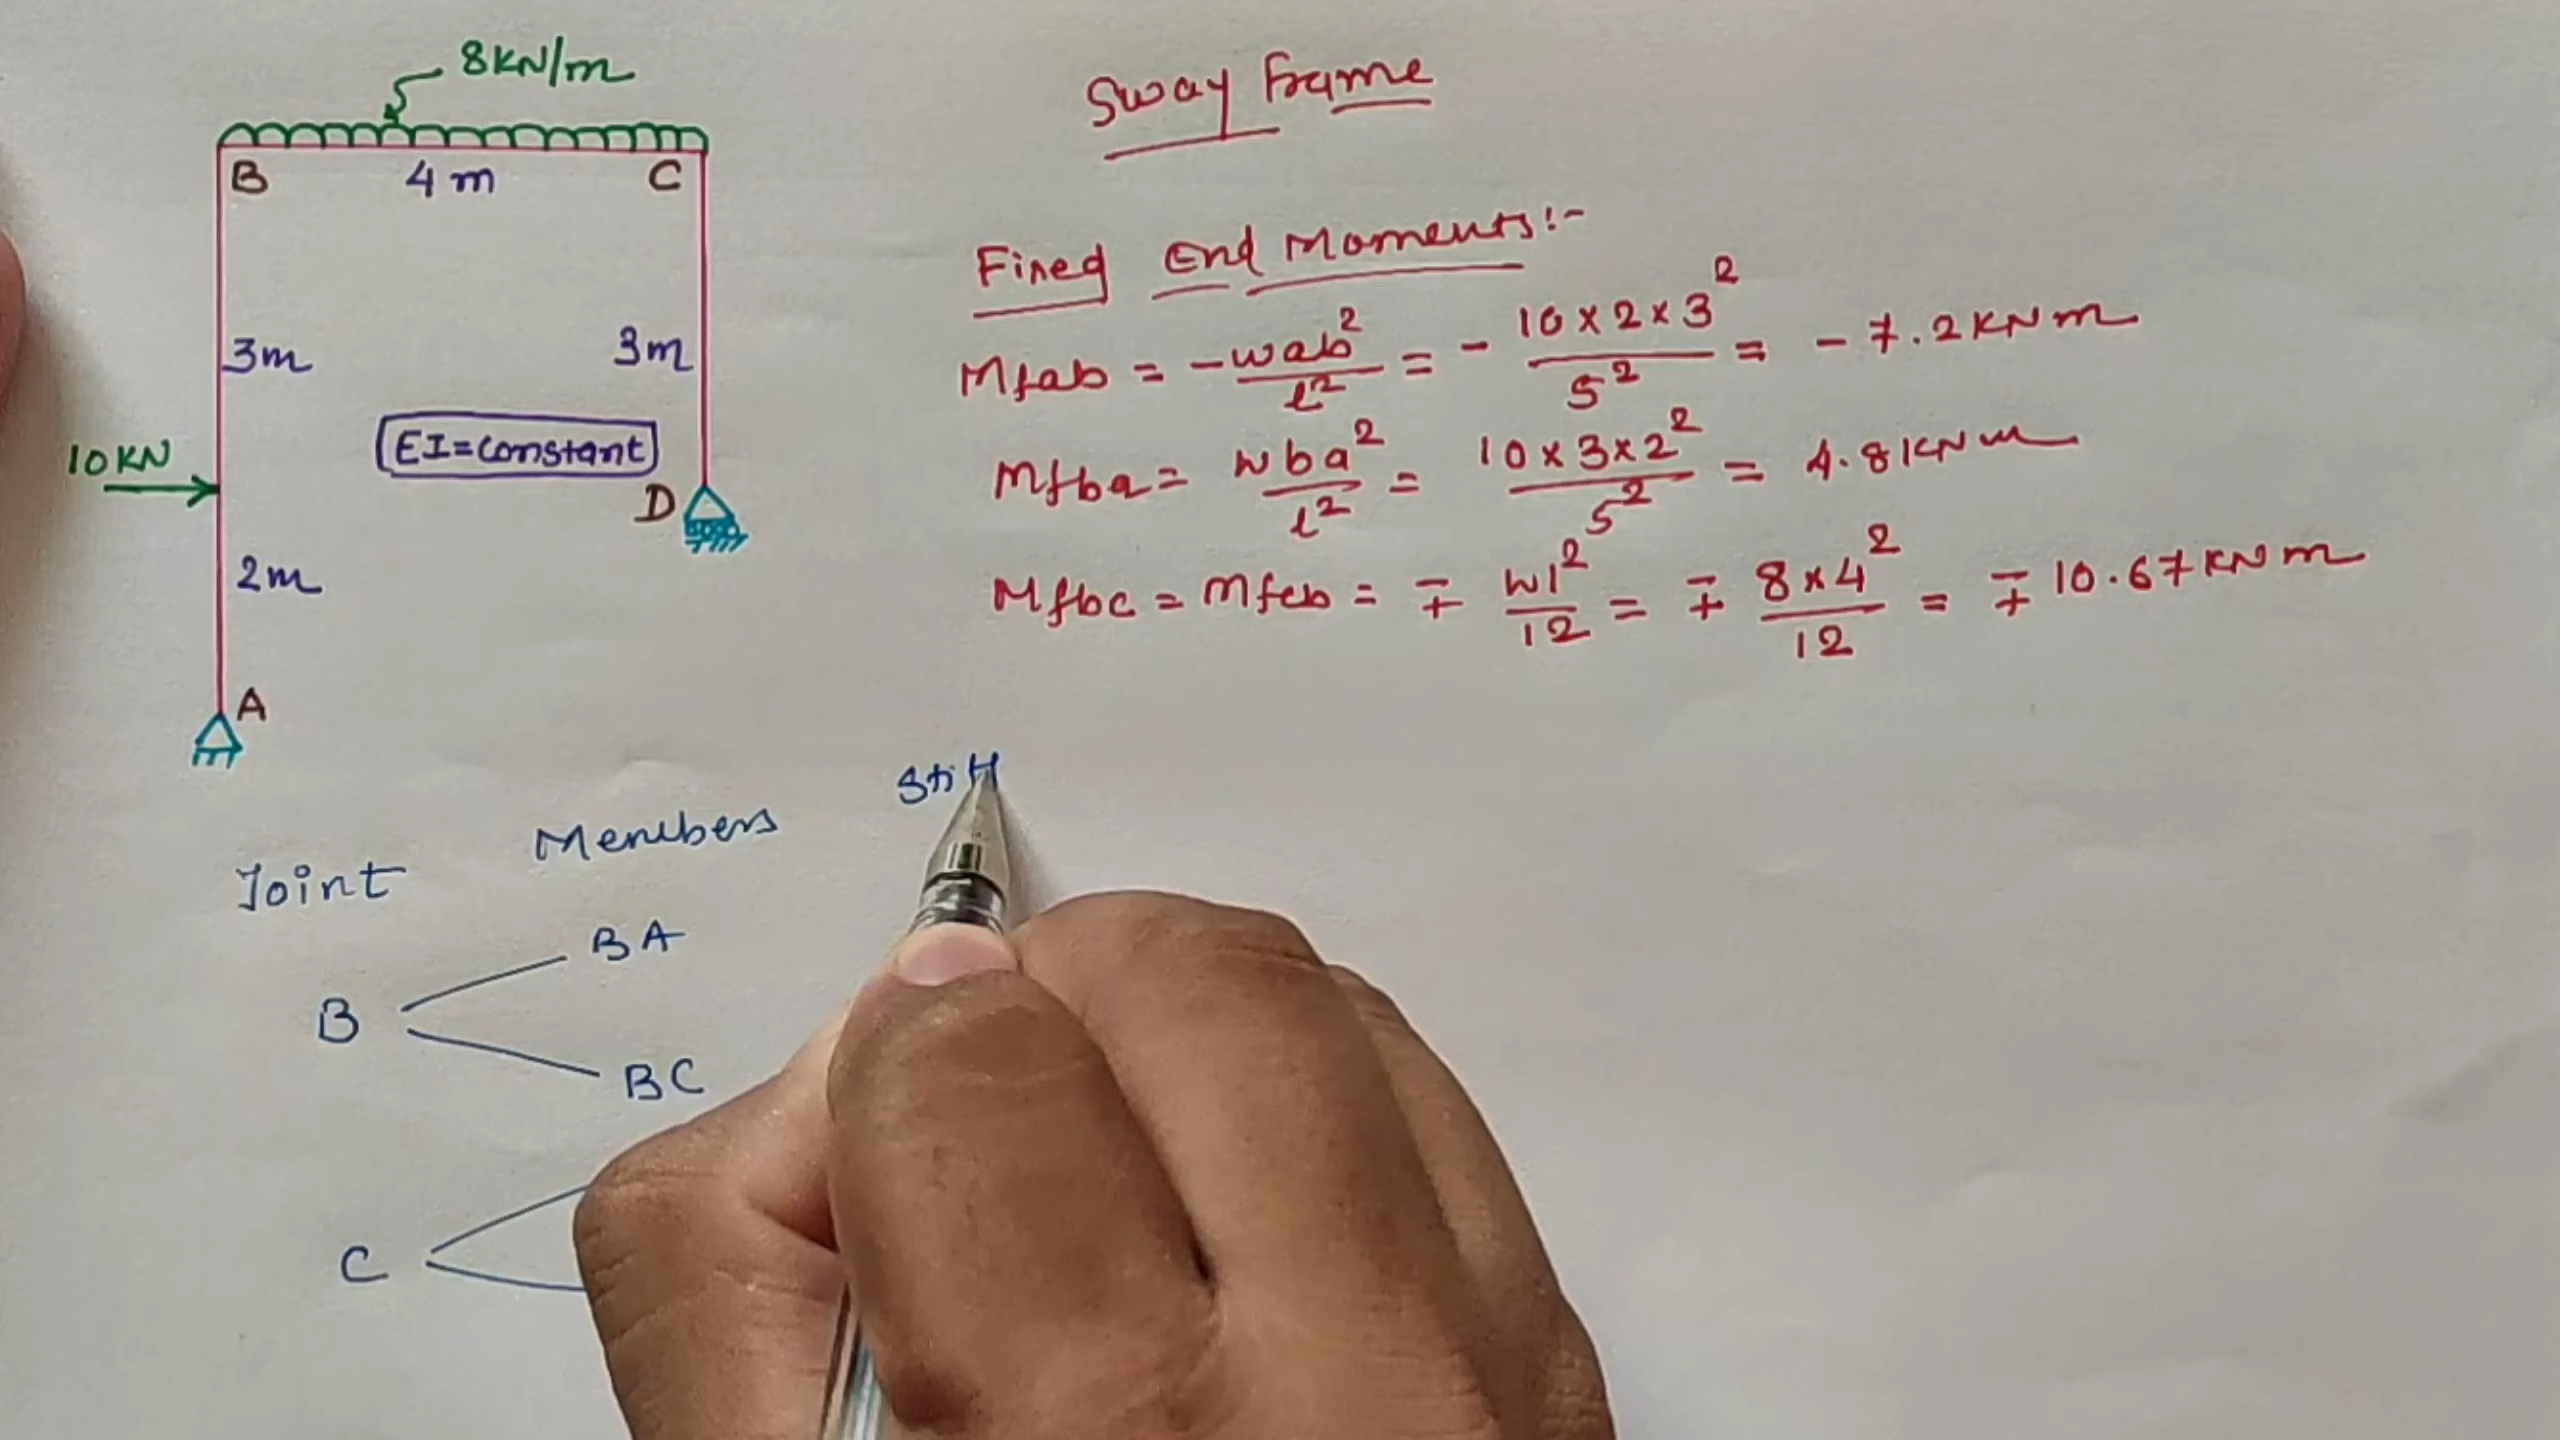 8KN/m
B 4 m C
3m
3m
10KN
EI=constant
D
2m
A
Sway Frame
Fixed End Moments:-
Mfab = -wab²/l² = - 10×2×3²/5² = - 7.2KNm
Mfba = wba²/l² = 10×3×2²/5² = 4.8KNm
Mfbc = Mfcb = ∓ wl²/12 = ∓ 8×4²/12 = ∓ 10.67KNm
Joint Members Stiff
B BA
BC
C